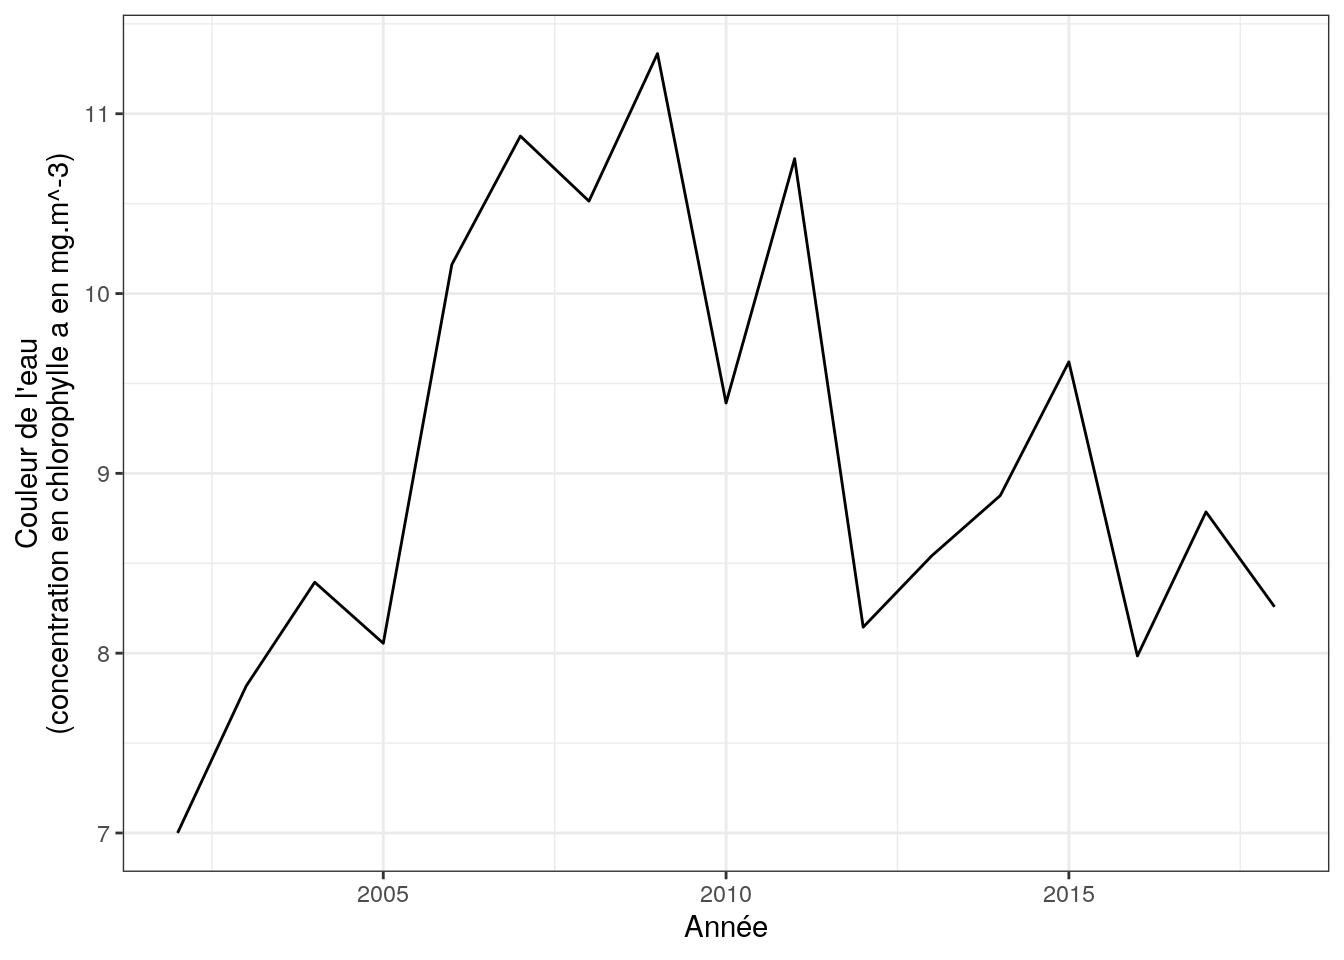 Couleur de l'eau
(concentration en chlorophylle a en mg.m^-3)
11
10
9
8
7
2005
2010
2015
Année